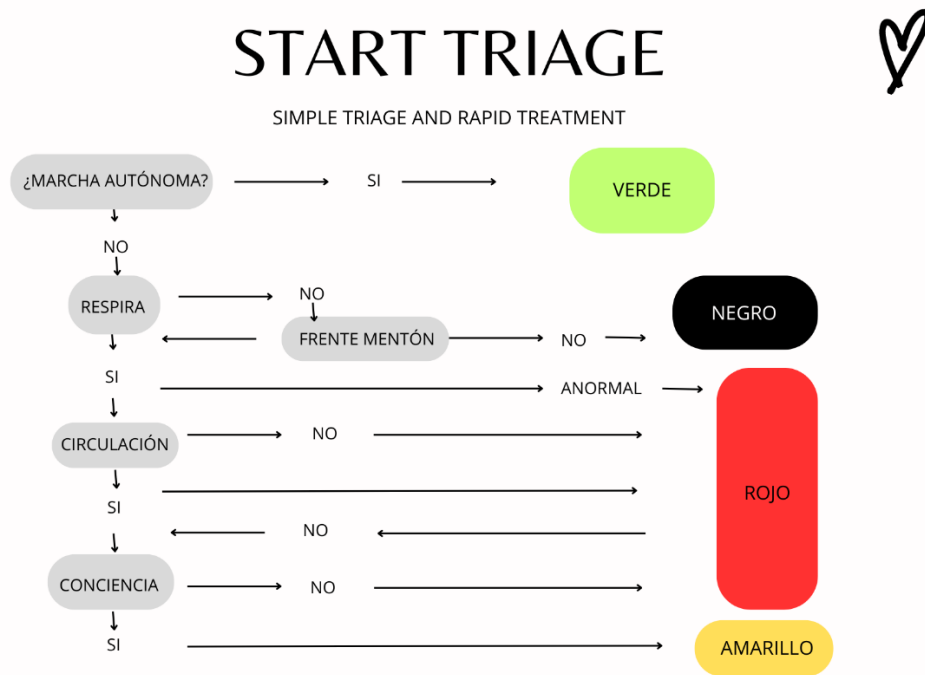 START TRIAGE
SIMPLE TRIAGE AND RAPID TREATMENT
¿MARCHA AUTÓNOMA?
SI
VERDE
NO
RESPIRA
NO
NEGRO
FRENTE MENTÓN
NO
SI
ANORMAL
CIRCULACIÓN
NO
ROJO
SI
NO
CONCIENCIA
NO
SI
AMARILLO